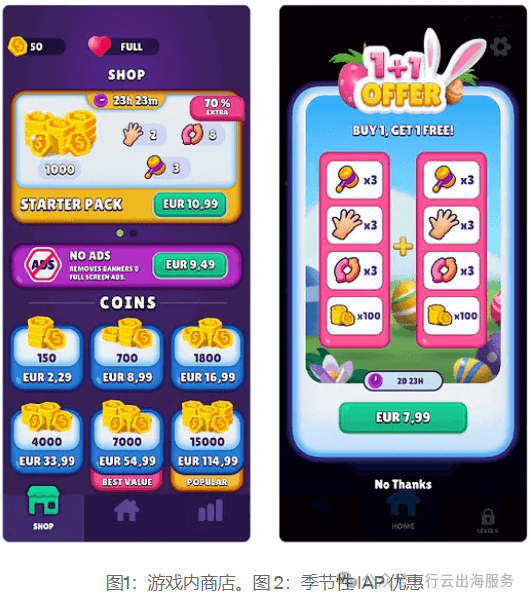 50
FULL
SHOP
23h 23m
70 %
EXTRA
2
8
1000
3
STARTER PACK
EUR 10,99
ADS
NO ADS
REMOVES BANNERS &
FULL SCREEN ADS.
EUR 9,49
COINS
150
700
1800
EUR 2,29
EUR 8,99
EUR 16,99
4000
7000
15000
EUR 33,99
EUR 54,99
EUR 114,99
BEST VALUE
POPULAR
SHOP
1+1
OFFER
BUY 1, GET 1 FREE!
x3
x3
x3
x3
+
x3
x3
x100
x100
2D 23H
EUR 7,99
No Thanks
HOME
LEVEL 6
图1：游戏内商店。图2：季节性IAP优惠
行云出海服务